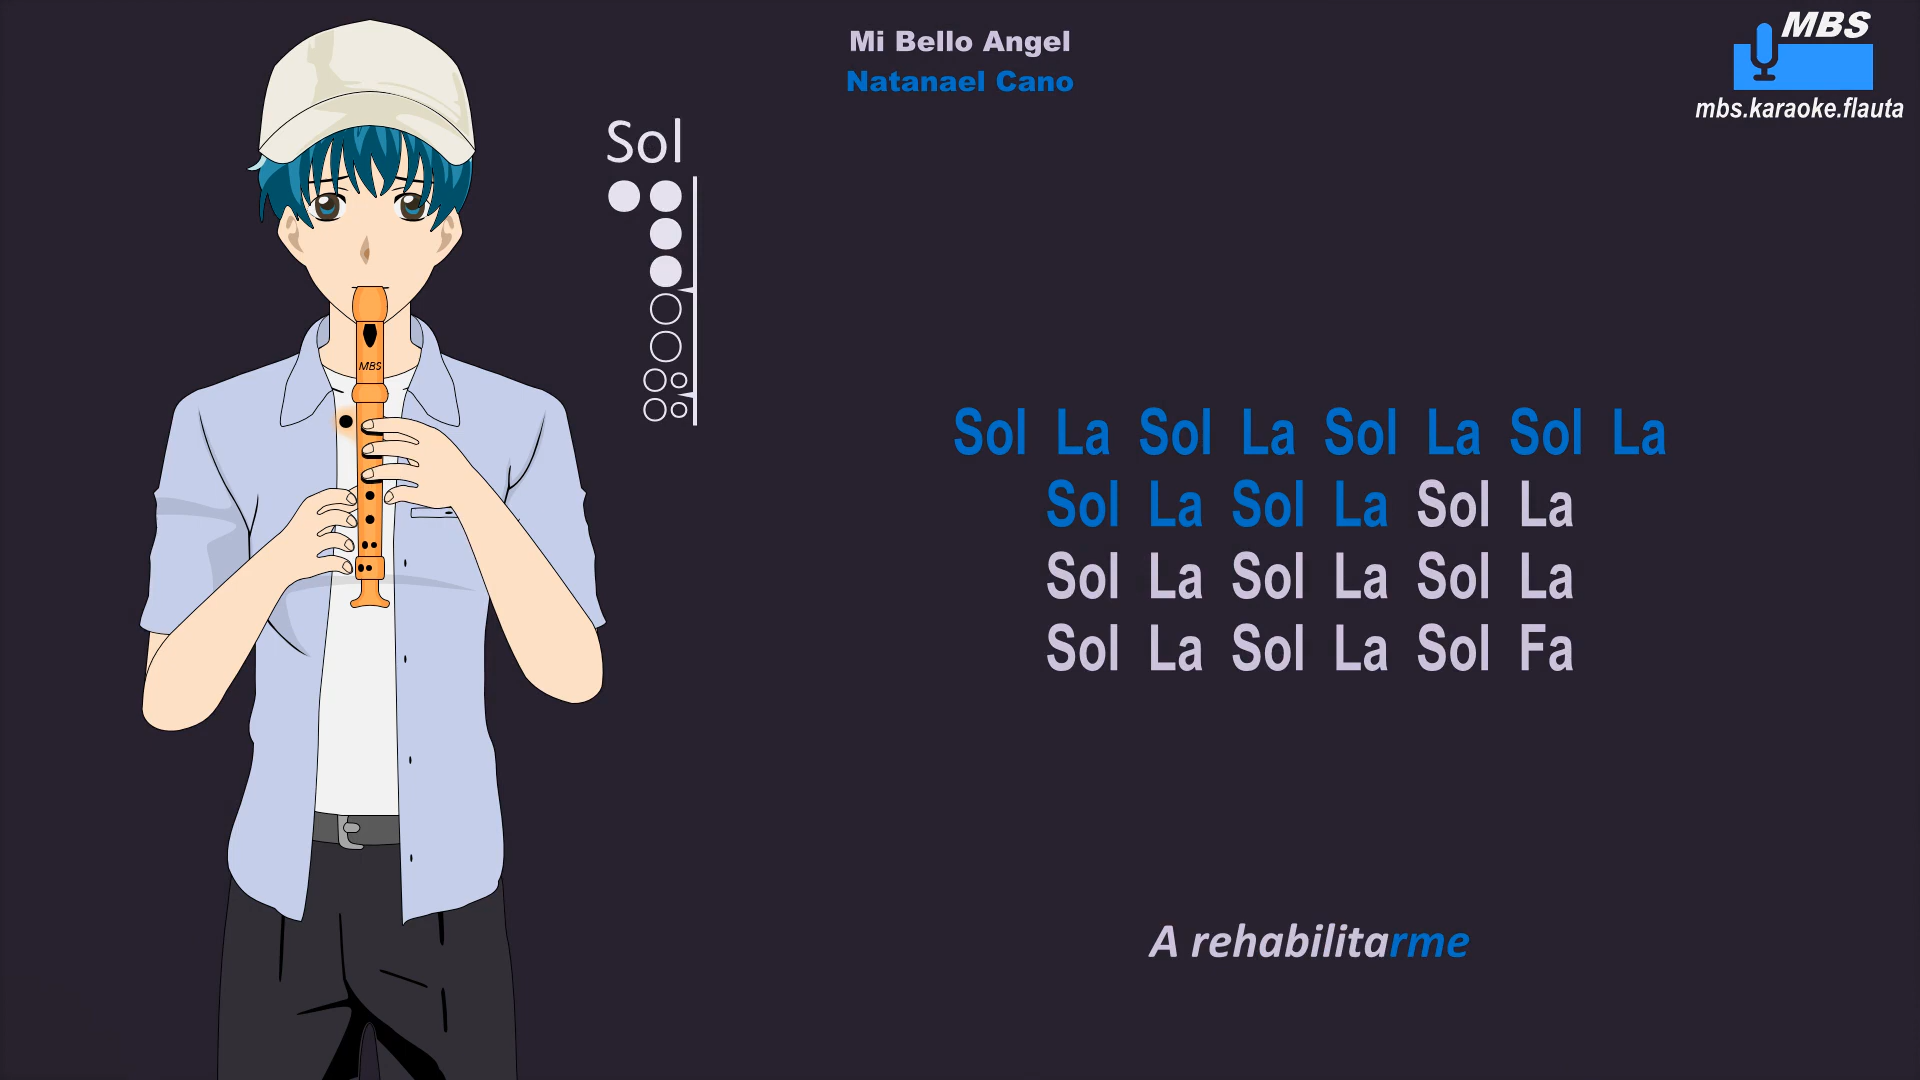 Mi Bello Angel
Natanael Cano
MBS
mbs.karaoke.flauta
Sol
MBS
Sol La Sol La Sol La Sol La
Sol La Sol La Sol La
Sol La Sol La Sol La
Sol La Sol La Sol Fa
A rehabilitarme